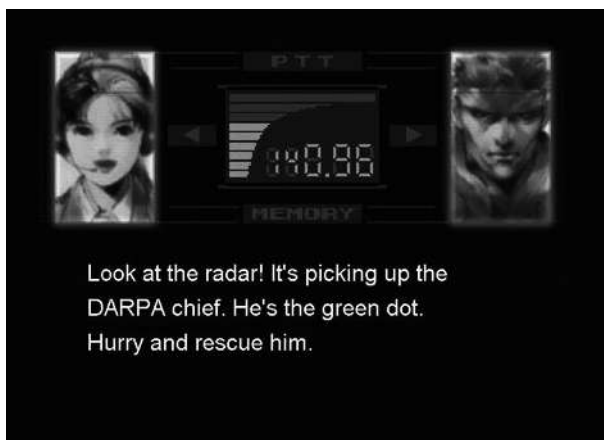 PTT
140.96
MEMORY
Look at the radar! It's picking up the
DARPA chief. He's the green dot.
Hurry and rescue him.